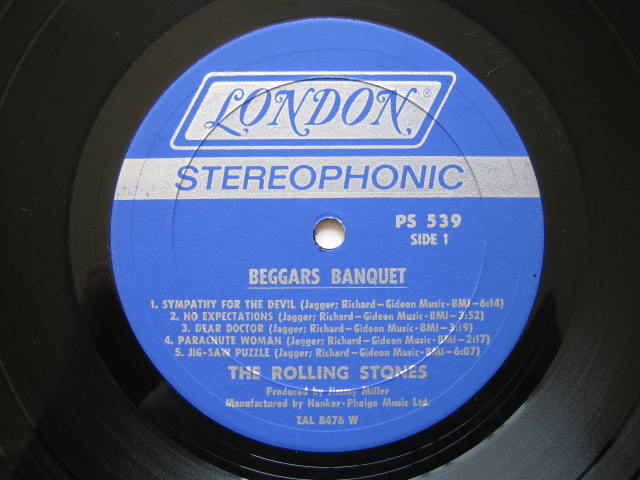 LONDON®
STEREOPHONIC
PS 539
SIDE 1
BEGGARS BANQUET
1. SYMPATHY FOR THE DEVIL (Jagger; Richard–Gideon Music-BMI–6:14)
2. NO EXPECTATIONS (Jagger; Richard–Gideon Music-BMI–3:52)
3. DEAR DOCTOR (Jagger; Richard–Gideon Music-BMI–3:19)
4. PARACHUTE WOMAN (Jagger; Richard–Gideon Music-BMI–2:17)
5. JIG-SAW PUZZLE (Jagger; Richard–Gideon Music-BMI–6:07)
THE ROLLING STONES
Produced by Jimmy Miller
Manufactured by Nanker-Phelge Music Ltd.
ZAL 8476 W